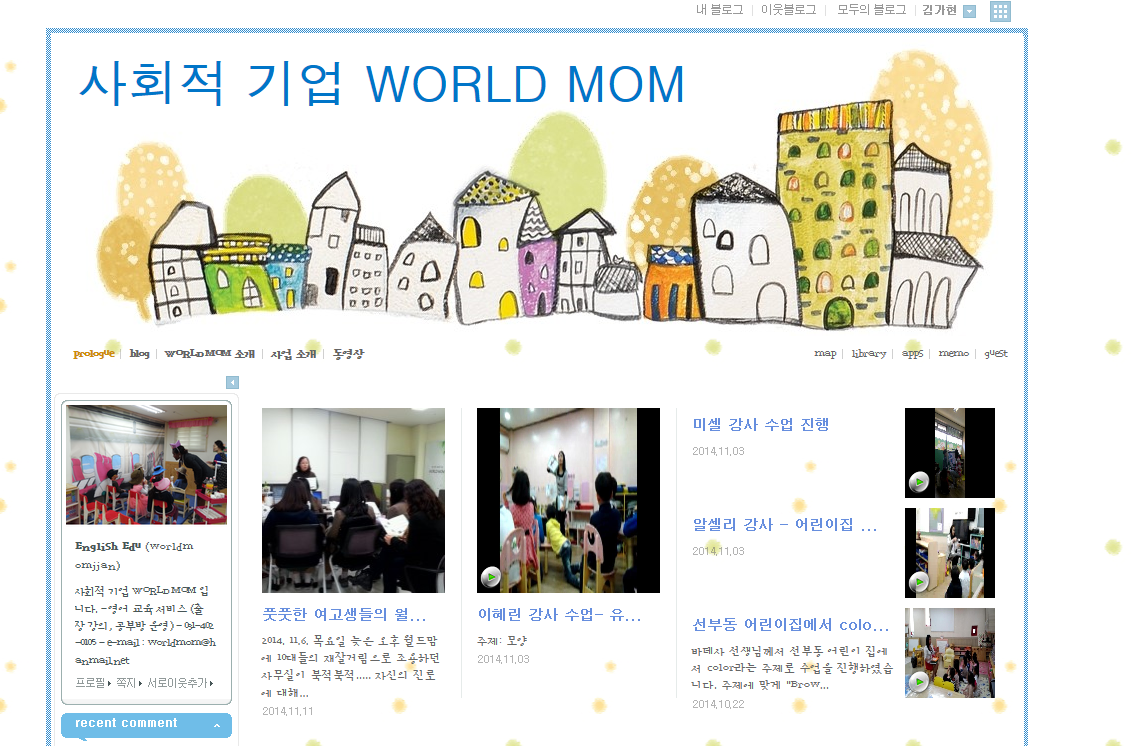 내 블로그 | 이웃블로그 | 모두의 블로그 | 김가현
사회적 기업 WORLD MOM
prologue | blog | WORLD MOM 소개 | 사업 소개 | 동영상
map | library | apps | memo | guest
English Edu (worldm
omjjan)
사회적 기업 WORLD MOM 입
니다. -영어 교육 서비스 (출
장 강의, 공부방 운영) - 031-402
-0105 - e-mail : worldmom@h
anmail.net
프로필 쪽지 서로이웃추가
recent comment
풋풋한 여고생들의 월...
2014. 11.6. 목요일 늦은 오후 월드맘
에 10대들의 재잘거림으로 조용하던
사무실이 북적북적..... 자신의 진로
에 대해...
2014.11.11
이혜린 강사 수업- 유...
주제: 모양
2014.11.03
미셸 강사 수업 진행
2014.11.03
알셀리 강사 - 어린이집 ...
2014.11.03
선부동 어린이집에서 colo...
바데샤 선생님께서 선부동 어린이 집에
서 color라는 주제로 수업을 진행하였습
니다. 주제에 맞게 "Brow...
2014.10.22